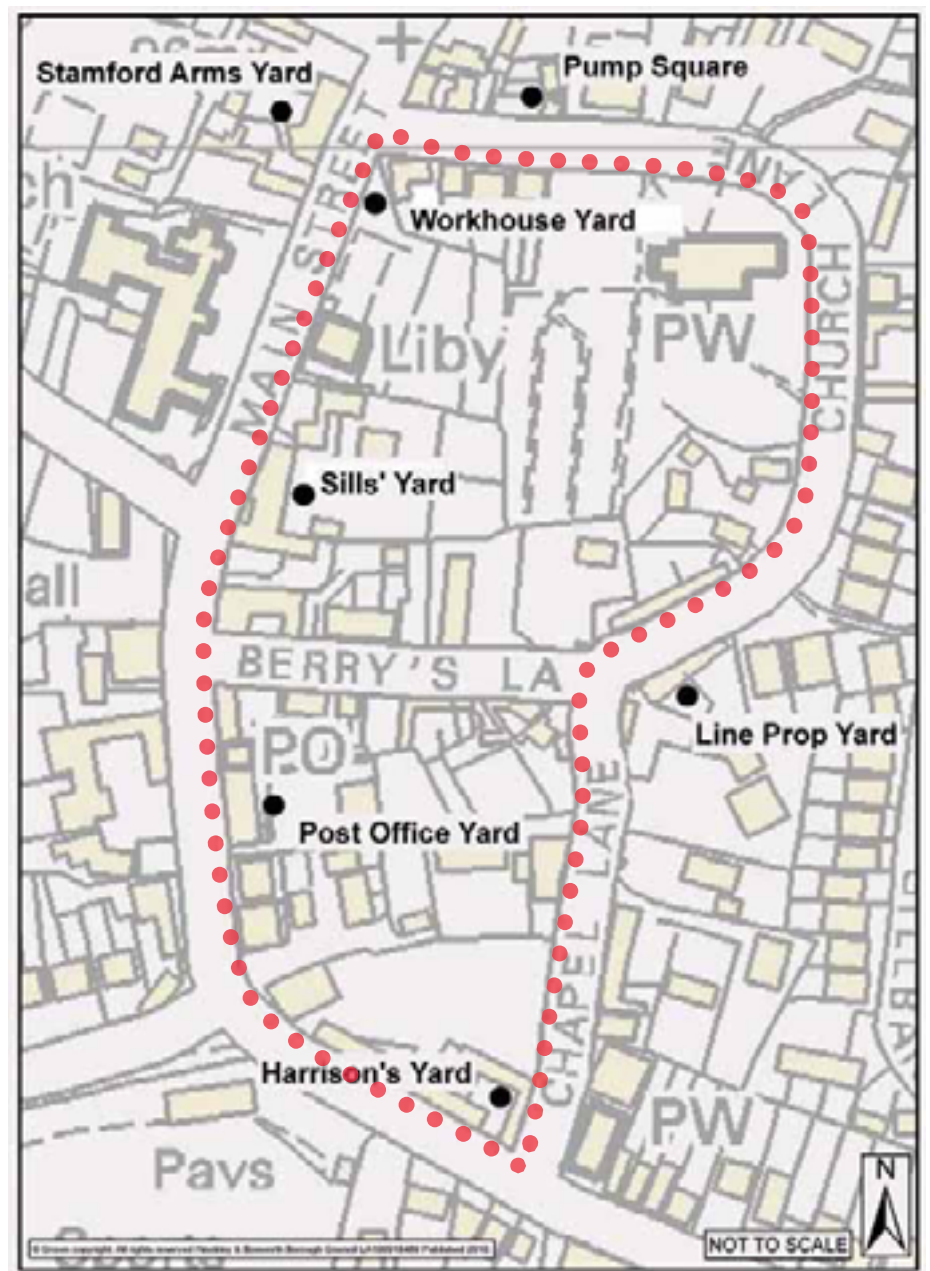 Stamford Arms Yard
Pump Square
Workhouse Yard
MAIN STREET
CHURCH
PW
Liby
Sills' Yard
all
BERRY'S LA
Line Prop Yard
PO
Post Office Yard
CHAPEL LANE
Harrison's Yard
PW
Pavs
N
NOT TO SCALE